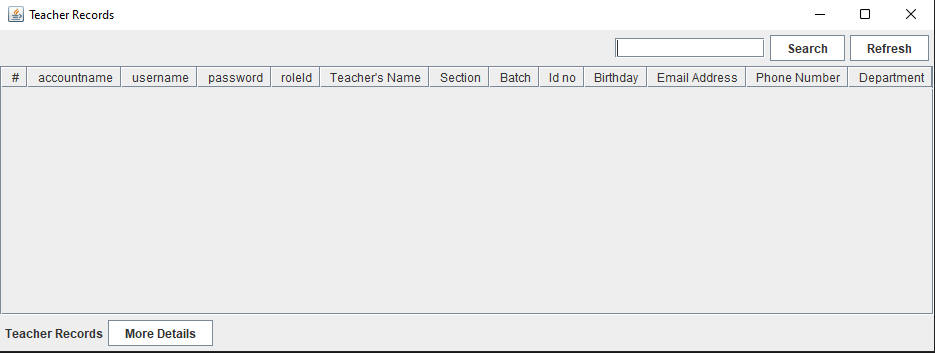 Teacher Records
Search Refresh
# accountname username password roleId Teacher's Name Section Batch Id no Birthday Email Address Phone Number Department
Teacher Records More Details